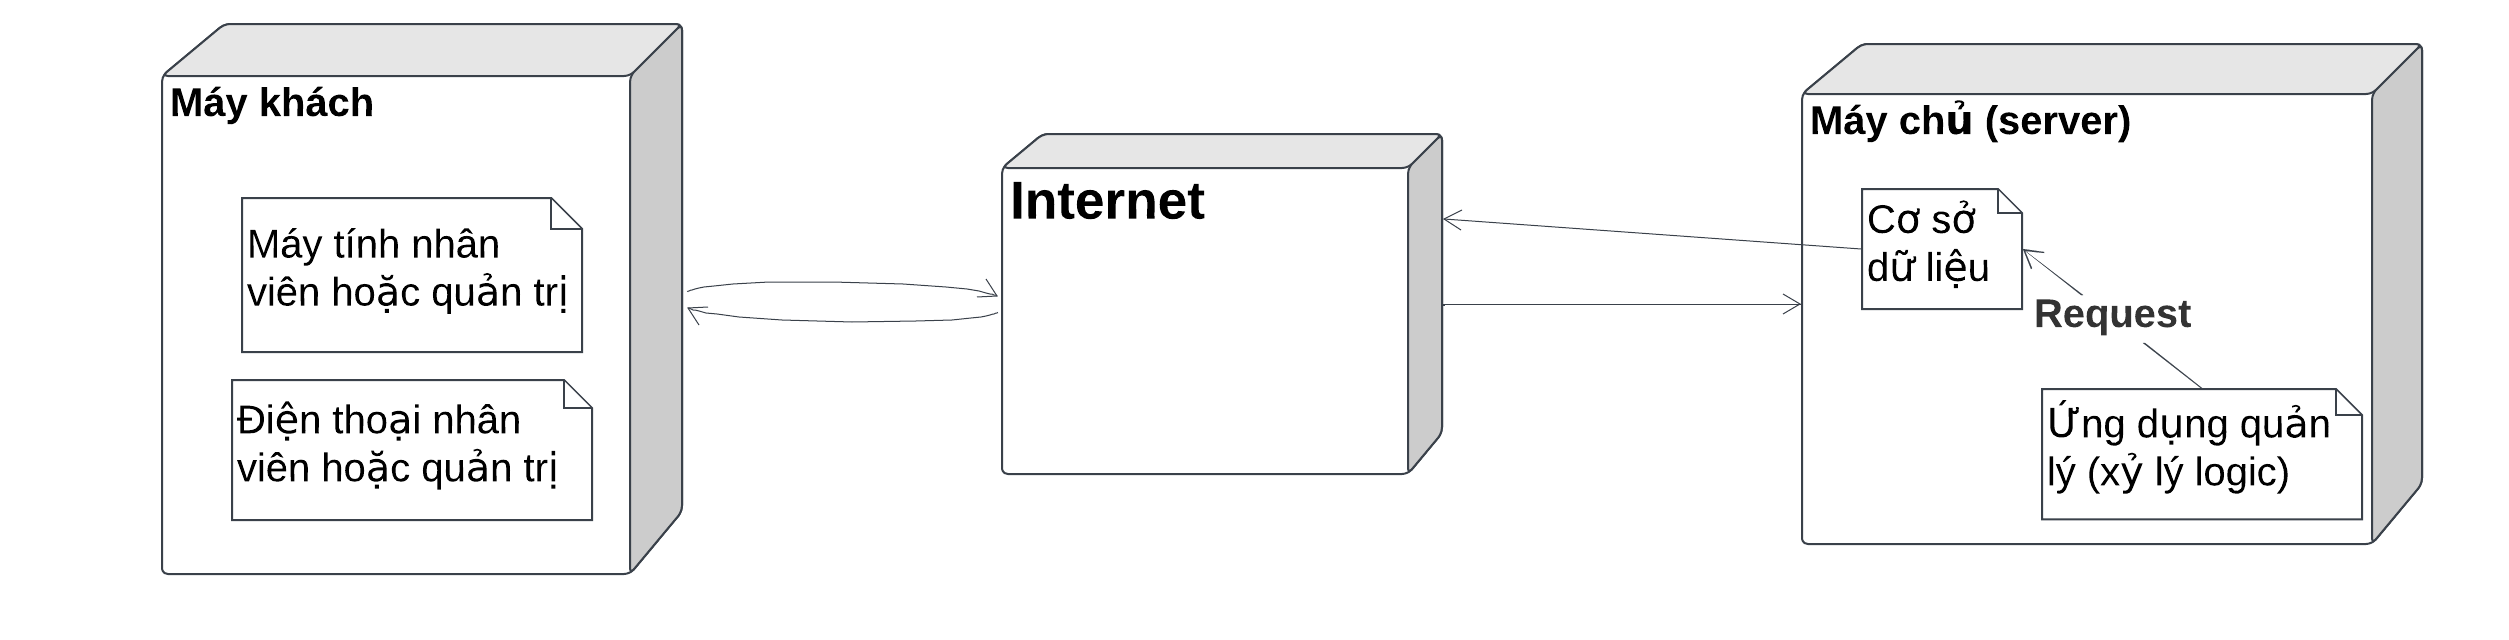 Máy khách
Máy tính nhân
viên hoặc quản trị
Điện thoại nhân
viên hoặc quản trị
Internet
Máy chủ (server)
Cơ sở
dữ liệu
Request
Ứng dụng quản
lý (xỷ lý logic)